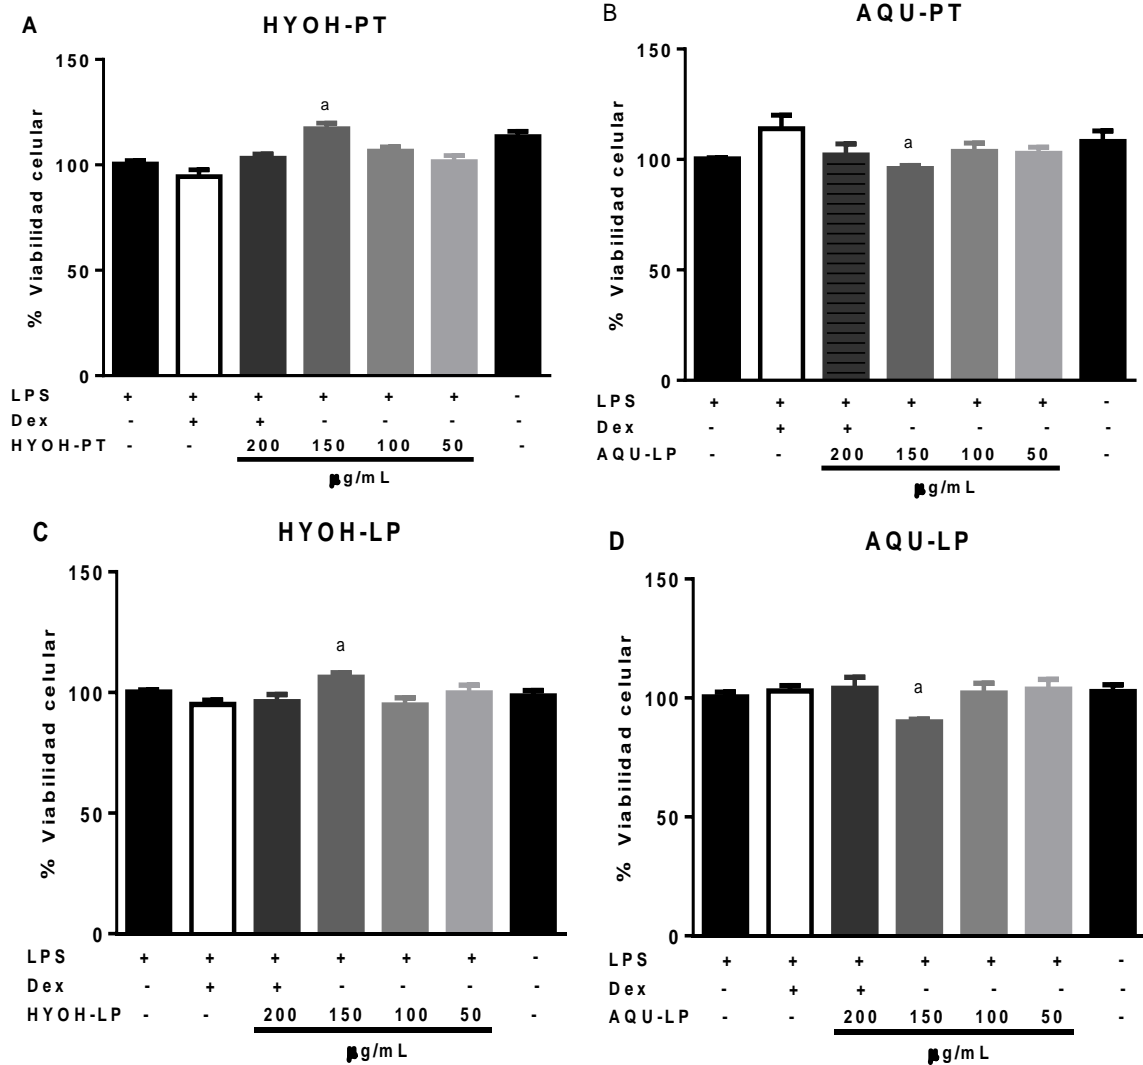 A
HYOH-PT
% Viabilidad celular
150
100
50
0
a
LPS + + + + + + -
Dex - + + - - - -
HYOH-PT - - 200 150 100 50 -
µg/mL
B
AQU-PT
% Viabilidad celular
150
100
50
0
a
LPS + + + + + + -
Dex - + + - - - -
AQU-LP - - 200 150 100 50 -
µg/mL
C
HYOH-LP
% Viabilidad celular
150
100
50
0
a
LPS + + + + + + -
Dex - + + - - - -
HYOH-LP - - 200 150 100 50 -
µg/mL
D
AQU-LP
% Viabilidad celular
150
100
50
0
a
LPS + + + + + + -
Dex - + + - - - -
AQU-LP - - 200 150 100 50 -
µg/mL